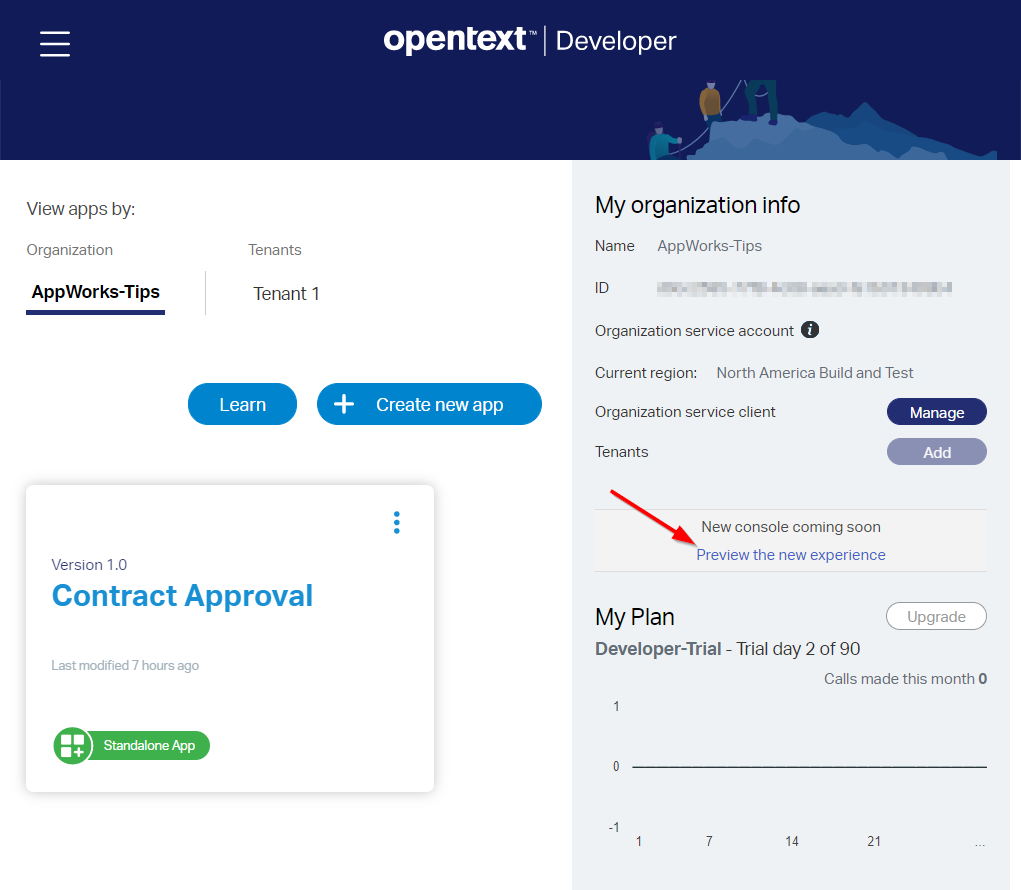 opentext™ | Developer
View apps by:
Organization
Tenants
AppWorks-Tips
Tenant 1
Learn
Create new app
Version 1.0
Contract Approval
Last modified 7 hours ago
Standalone App
My organization info
Name AppWorks-Tips
ID
Organization service account i
Current region: North America Build and Test
Organization service client Manage
Tenants Add
New console coming soon
Preview the new experience
My Plan Upgrade
Developer-Trial - Trial day 2 of 90
Calls made this month 0
1
0
-1
1 7 14 21 ...